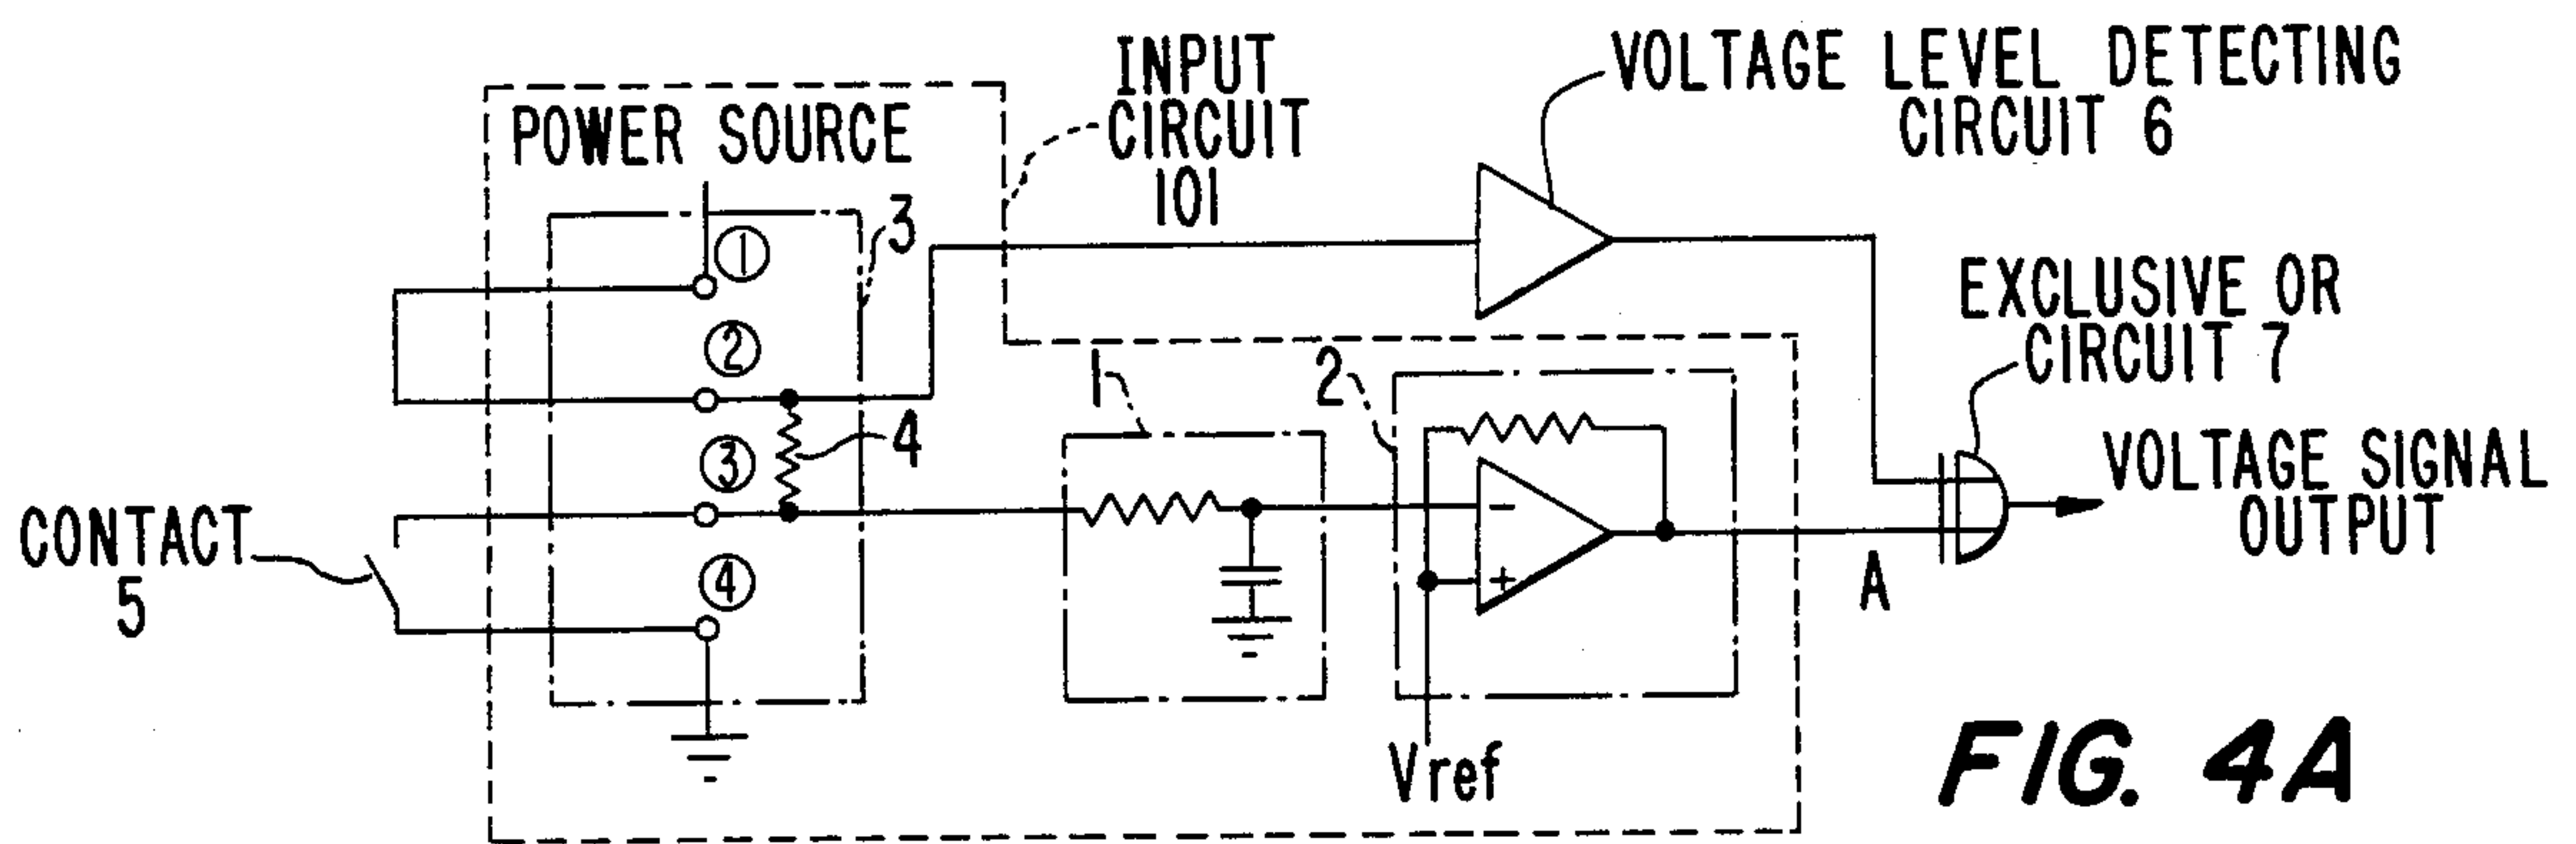 INPUT
CIRCUIT
101
VOLTAGE LEVEL DETECTING
CIRCUIT 6
POWER SOURCE
3
①
②
③
④
4
CONTACT
5
1
2
EXCLUSIVE OR
CIRCUIT 7
VOLTAGE SIGNAL
OUTPUT
−
+
A
Vref
FIG. 4A